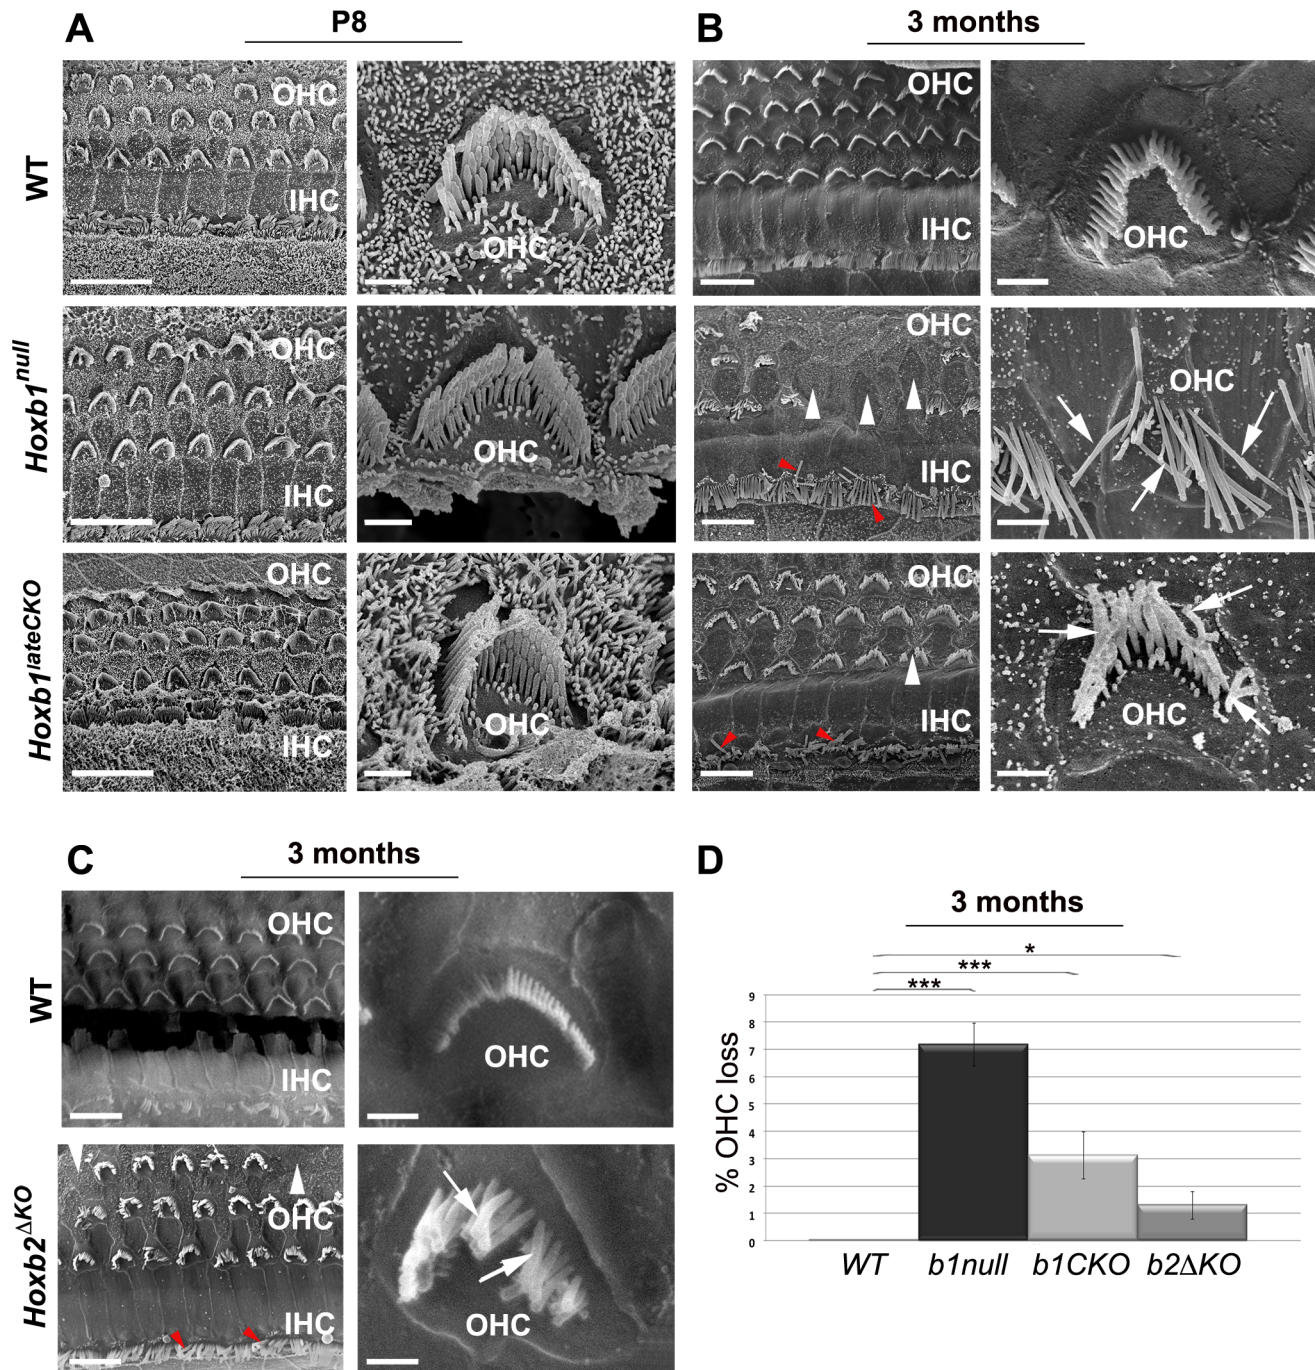 A
P8
B
3 months
WT
OHC
IHC
OHC
OHC
IHC
OHC
Hoxb1null
OHC
IHC
OHC
OHC
IHC
OHC
Hoxb1lateCKO
OHC
IHC
OHC
OHC
IHC
OHC
C
3 months
D
3 months
WT
OHC
IHC
OHC
Hoxb2ΔKO
OHC
IHC
OHC
*
***
***
% OHC loss
9
8
7
6
5
4
3
2
1
0
WT b1null b1CKO b2ΔKO